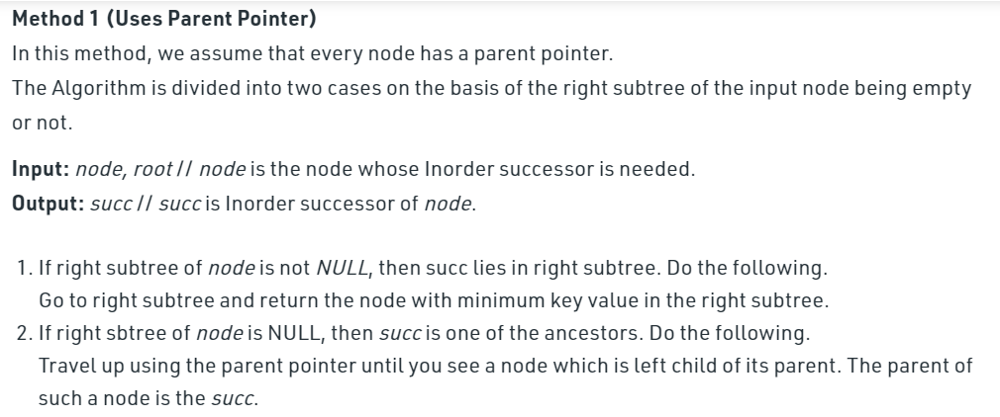 Method 1 (Uses Parent Pointer)
In this method, we assume that every node has a parent pointer.
The Algorithm is divided into two cases on the basis of the right subtree of the input node being empty
or not.
Input: node, root // node is the node whose Inorder successor is needed.
Output: succ // succ is Inorder successor of node.
1. If right subtree of node is not NULL, then succ lies in right subtree. Do the following.
Go to right subtree and return the node with minimum key value in the right subtree.
2. If right sbtree of node is NULL, then succ is one of the ancestors. Do the following.
Travel up using the parent pointer until you see a node which is left child of its parent. The parent of
such a node is the succ.